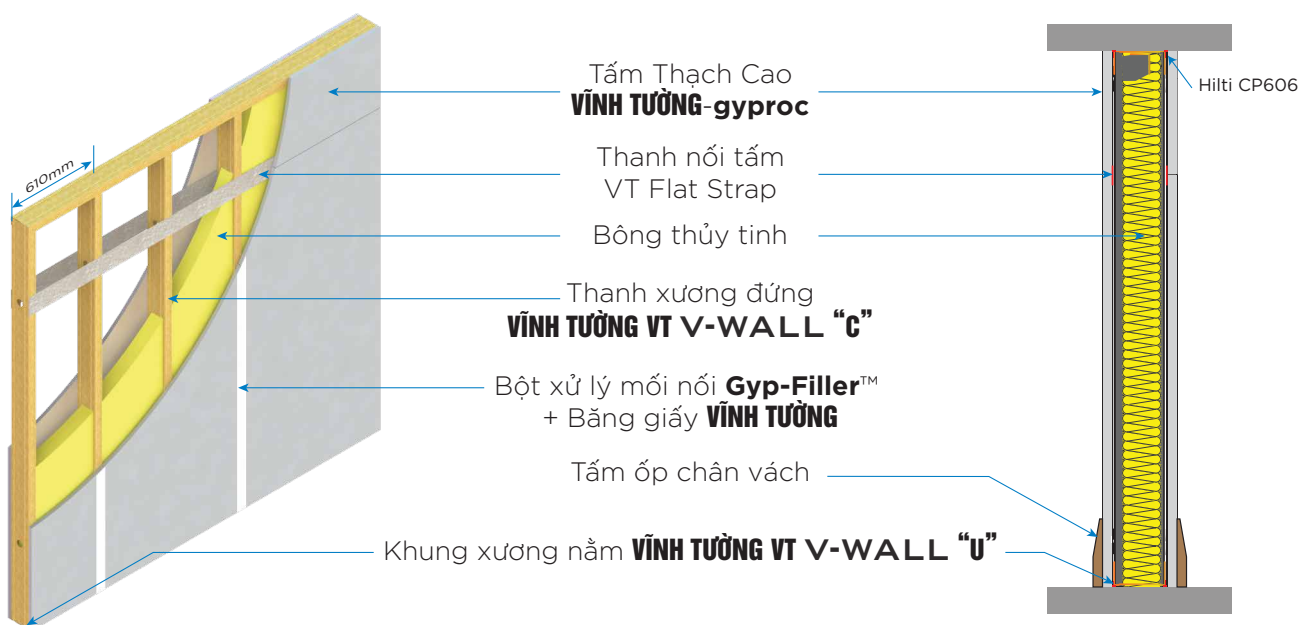 610mm
Tấm Thạch Cao
VĨNH TƯỜNG-gyproc
Hilti CP606
Thanh nối tấm
VT Flat Strap
Bông thủy tinh
Thanh xương đứng
VĨNH TƯỜNG VT V-WALL “C”
Bột xử lý mối nối Gyp-Filler™
+ Băng giấy VĨNH TƯỜNG
Tấm ốp chân vách
Khung xương nằm VĨNH TƯỜNG VT V-WALL “U”